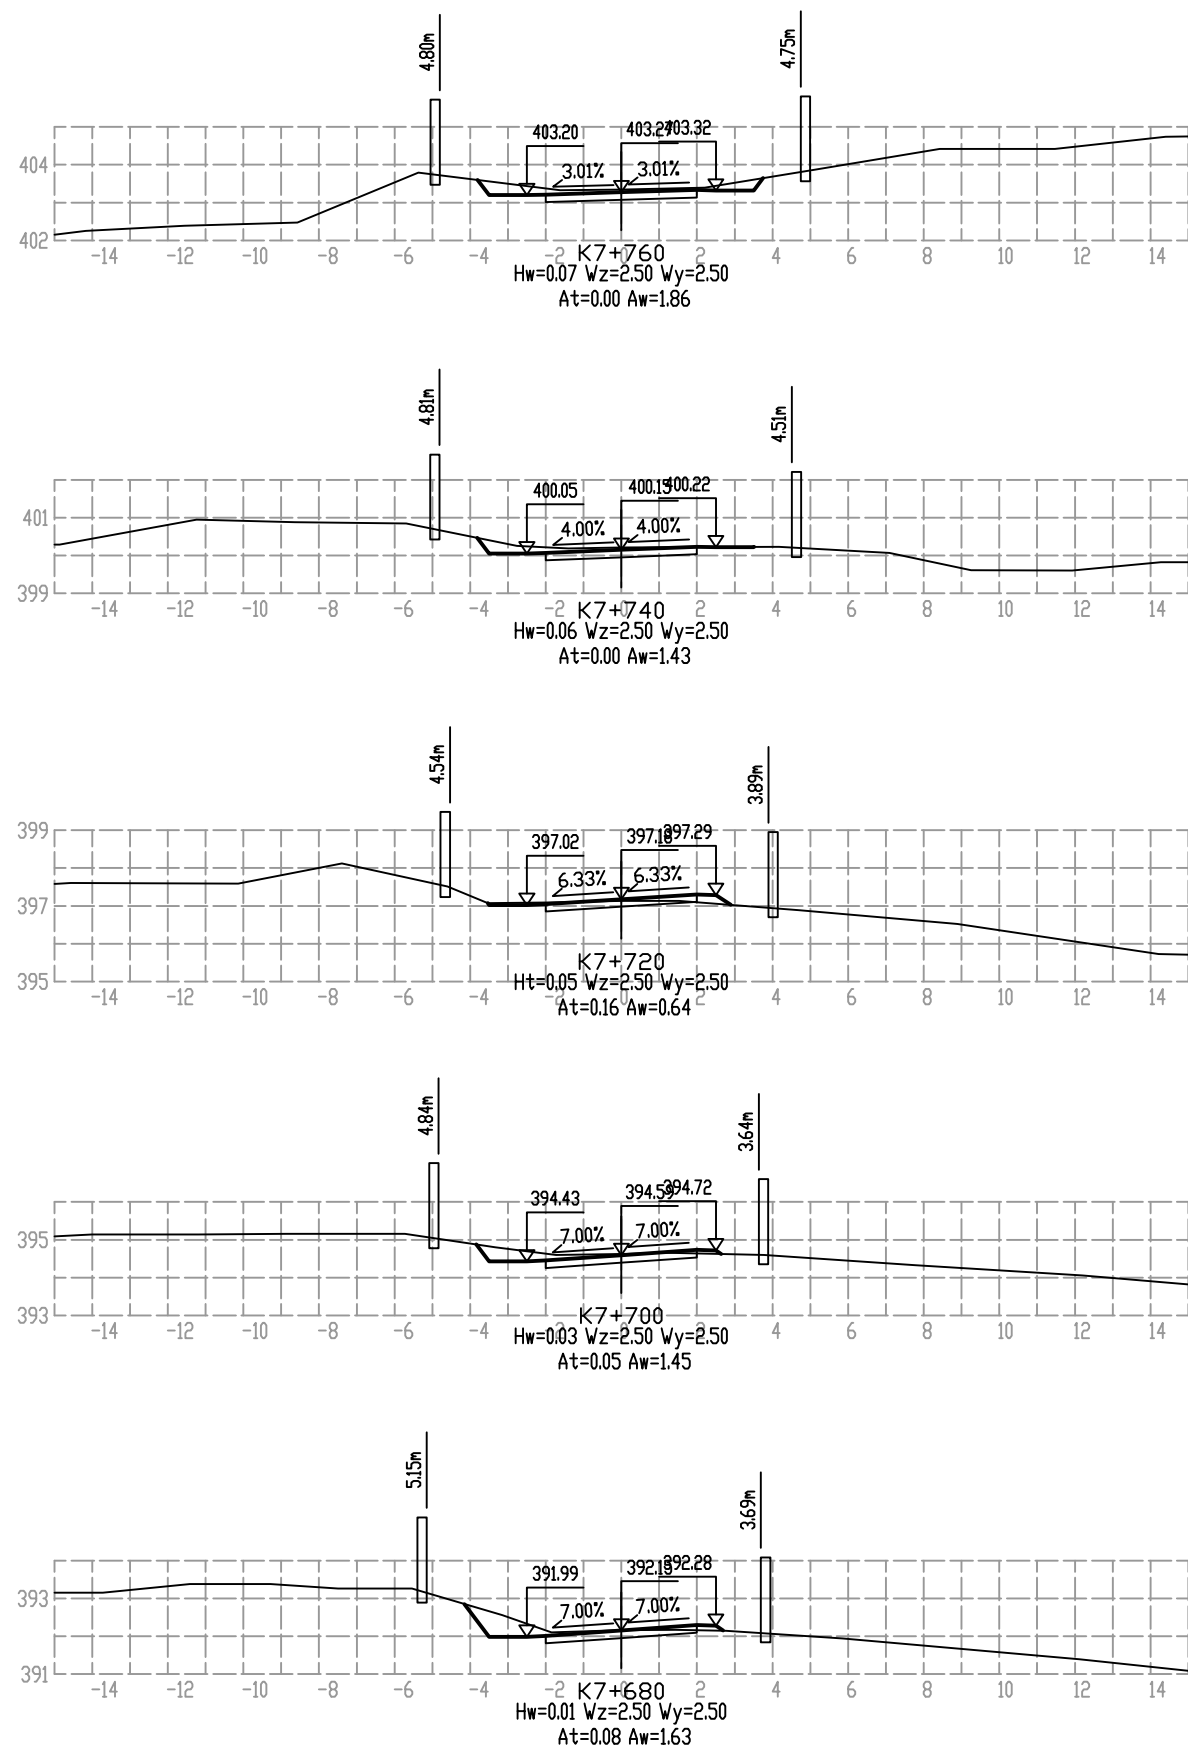 4.80m
4.75m
403.20 403.27 403.32
404
3.01% 3.01%
402
-14 -12 -10 -8 -6 -4 -2 0 2 4 6 8 10 12 14
K7+760
Hw=0.07 Wz=2.50 Wy=2.50
At=0.00 Aw=1.86
4.81m
4.51m
400.05 400.15 400.22
401
4.00% 4.00%
399
-14 -12 -10 -8 -6 -4 -2 0 2 4 6 8 10 12 14
K7+740
Hw=0.06 Wz=2.50 Wy=2.50
At=0.00 Aw=1.43
4.54m
3.89m
399
397.02 397.18 397.29
6.33% 6.33%
397
K7+720
395
Ht=0.05 Wz=2.50 Wy=2.50
-14 -12 -10 -8 -6 -4 -2 0 2 4 6 8 10 12 14
At=0.16 Aw=0.64
4.84m
3.64m
394.43 394.59 394.72
395
7.00% 7.00%
393
K7+700
-14 -12 -10 -8 -6 -4 -2 0 2 4 6 8 10 12 14
Hw=0.03 Wz=2.50 Wy=2.50
At=0.05 Aw=1.45
5.15m
3.69m
391.99 392.15 392.28
393
7.00% 7.00%
391
-14 -12 -10 -8 -6 -4 -2 0 2 4 6 8 10 12 14
K7+680
Hw=0.01 Wz=2.50 Wy=2.50
At=0.08 Aw=1.63